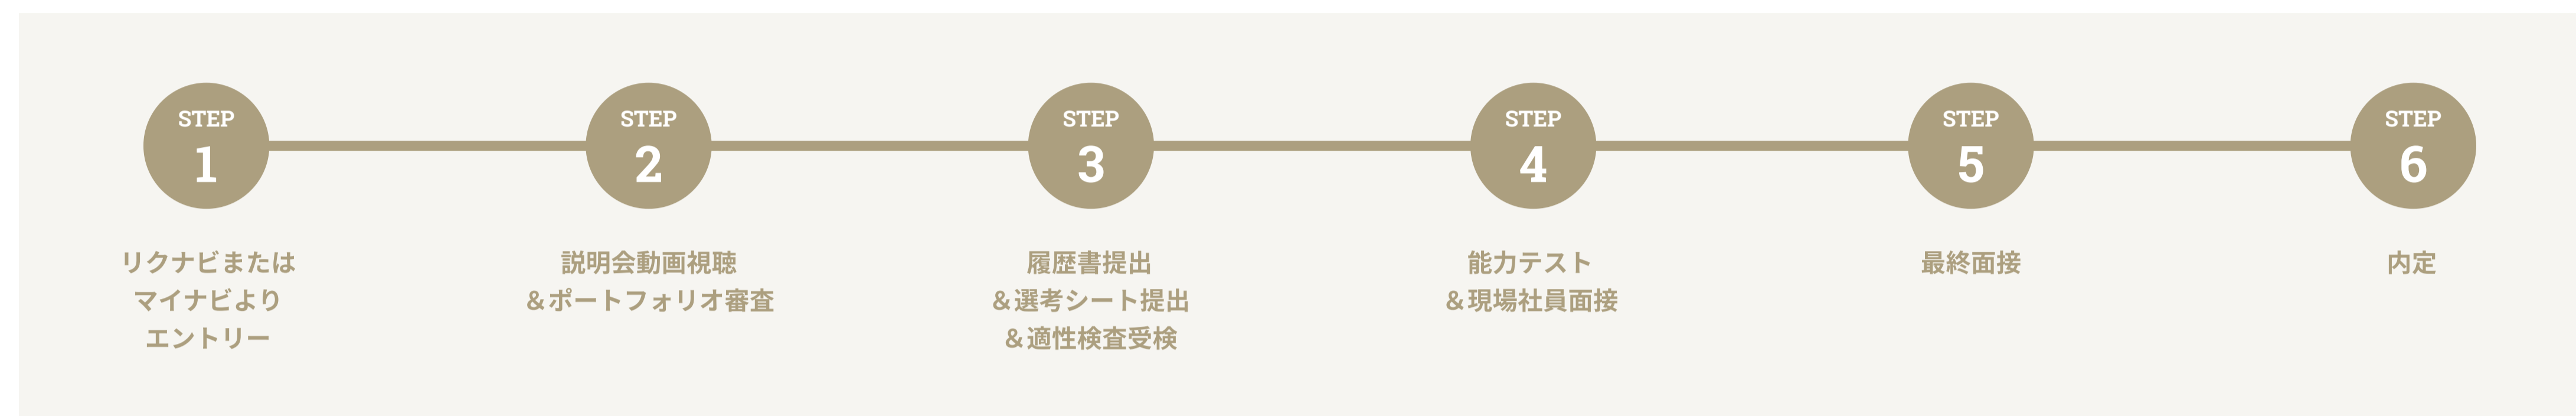 STEP
1
リクナビまたは
マイナビより
エントリー
STEP
2
説明会動画視聴
&ポートフォリオ審査
STEP
3
履歴書提出
&選考シート提出
&適性検査受検
STEP
4
能力テスト
&現場社員面接
STEP
5
最終面接
STEP
6
内定